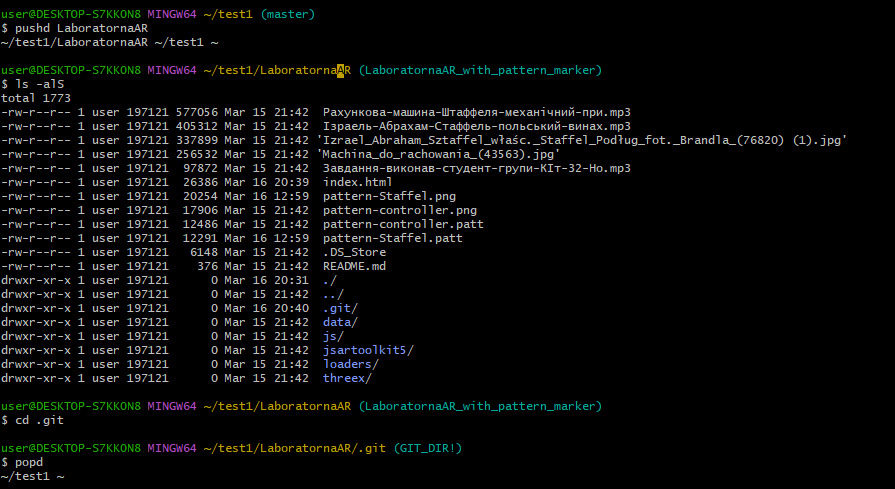 user@DESKTOP-S7KKON8 MINGW64 ~/test1 (master)
$ pushd LaboratornaAR
~/test1/LaboratornaAR ~/test1 ~
user@DESKTOP-S7KKON8 MINGW64 ~/test1/LaboratornaAR (LaboratornaAR_with_pattern_marker)
$ ls -alS
total 1773
-rw-r--r-- 1 user 197121 577056 Mar 15 21:42  Рахункова-машина-Штаффеля-механічний-при.mp3
-rw-r--r-- 1 user 197121 405312 Mar 15 21:42  Ізраель-Абрахам-Стаффель-польський-винах.mp3
-rw-r--r-- 1 user 197121 337899 Mar 15 21:42 'Izrael_Abraham_Sztaffel_właśc._Staffel_Podług_fot._Brandla_(76820) (1).jpg'
-rw-r--r-- 1 user 197121 256532 Mar 15 21:42 'Machina_do_rachowania_(43563).jpg'
-rw-r--r-- 1 user 197121  97872 Mar 15 21:42  Завдання-виконав-студент-групи-КІт-32-Но.mp3
-rw-r--r-- 1 user 197121  26386 Mar 16 20:39  index.html
-rw-r--r-- 1 user 197121  20254 Mar 16 12:59  pattern-Staffel.png
-rw-r--r-- 1 user 197121  17906 Mar 15 21:42  pattern-controller.png
-rw-r--r-- 1 user 197121  12486 Mar 15 21:42  pattern-controller.patt
-rw-r--r-- 1 user 197121  12291 Mar 16 12:59  pattern-Staffel.patt
-rw-r--r-- 1 user 197121   6148 Mar 15 21:42  .DS_Store
-rw-r--r-- 1 user 197121    376 Mar 15 21:42  README.md
drwxr-xr-x 1 user 197121      0 Mar 16 20:31  ./
drwxr-xr-x 1 user 197121      0 Mar 15 21:42  ../
drwxr-xr-x 1 user 197121      0 Mar 16 20:40  .git/
drwxr-xr-x 1 user 197121      0 Mar 15 21:42  data/
drwxr-xr-x 1 user 197121      0 Mar 15 21:42  js/
drwxr-xr-x 1 user 197121      0 Mar 15 21:42  jsartoolkit5/
drwxr-xr-x 1 user 197121      0 Mar 15 21:42  loaders/
drwxr-xr-x 1 user 197121      0 Mar 15 21:42  threex/
user@DESKTOP-S7KKON8 MINGW64 ~/test1/LaboratornaAR (LaboratornaAR_with_pattern_marker)
$ cd .git
user@DESKTOP-S7KKON8 MINGW64 ~/test1/LaboratornaAR/.git (GIT_DIR!)
$ popd
~/test1 ~